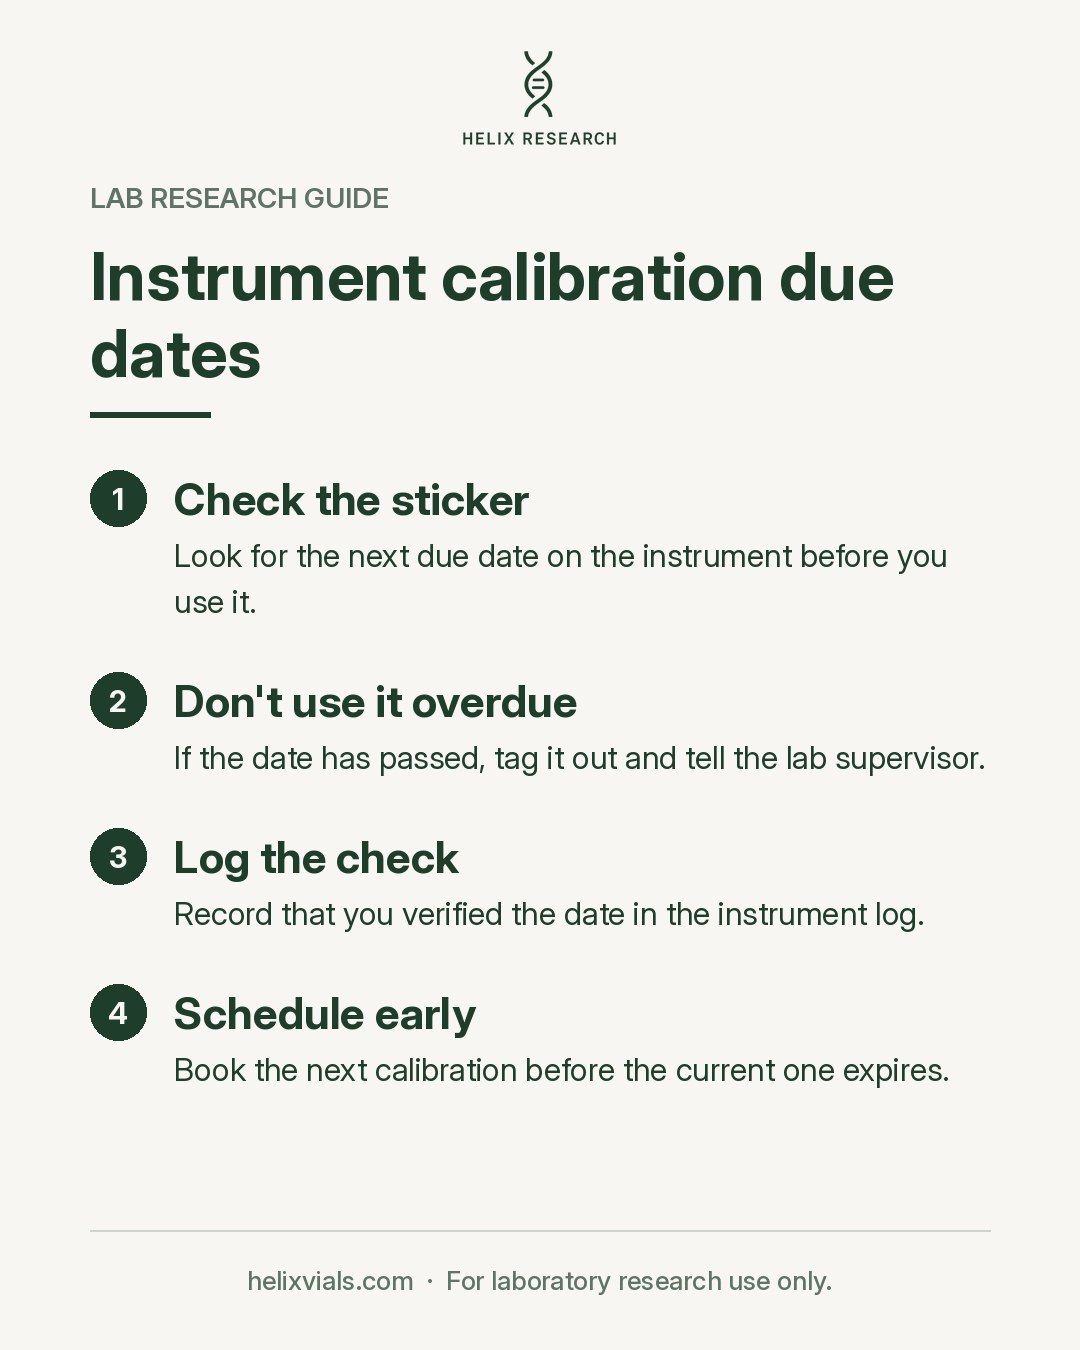 HELIX RESEARCH
LAB RESEARCH GUIDE
Instrument calibration due
dates
1 Check the sticker
Look for the next due date on the instrument before you
use it.
2 Don't use it overdue
If the date has passed, tag it out and tell the lab supervisor.
3 Log the check
Record that you verified the date in the instrument log.
4 Schedule early
Book the next calibration before the current one expires.
helixvials.com · For laboratory research use only.